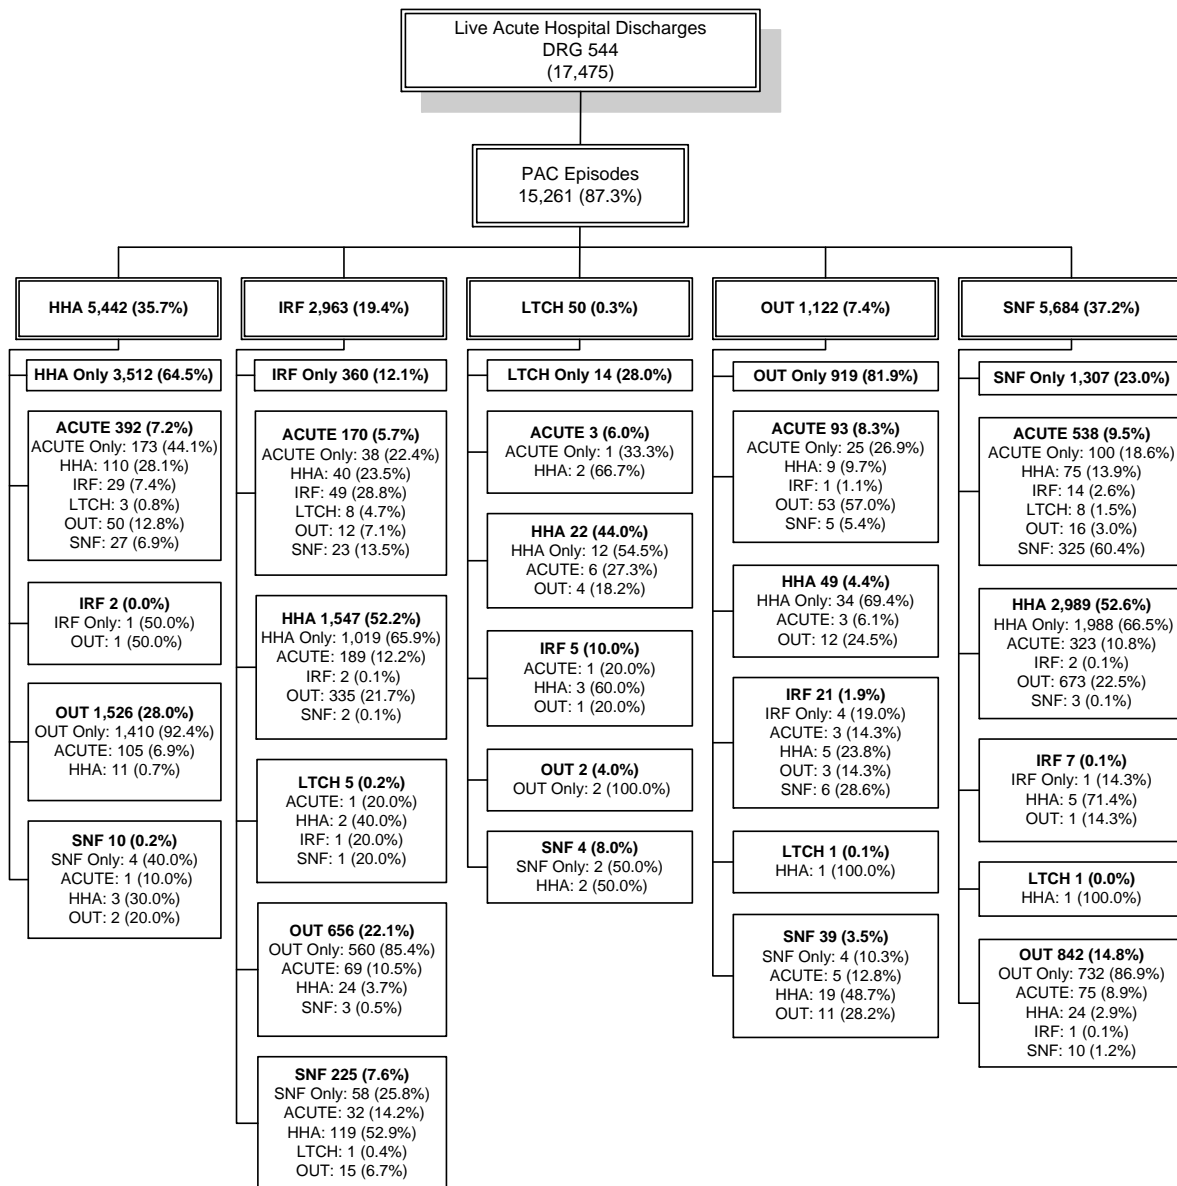 Live Acute Hospital Discharges
DRG 544
(17,475)
PAC Episodes
15,261 (87.3%)
HHA 5,442 (35.7%)
HHA Only 3,512 (64.5%)
ACUTE 392 (7.2%)
ACUTE Only: 173 (44.1%)
HHA: 110 (28.1%)
IRF: 29 (7.4%)
LTCH: 3 (0.8%)
OUT: 50 (12.8%)
SNF: 27 (6.9%)
IRF 2 (0.0%)
IRF Only: 1 (50.0%)
OUT: 1 (50.0%)
OUT 1,526 (28.0%)
OUT Only: 1,410 (92.4%)
ACUTE: 105 (6.9%)
HHA: 11 (0.7%)
SNF 10 (0.2%)
SNF Only: 4 (40.0%)
ACUTE: 1 (10.0%)
HHA: 3 (30.0%)
OUT: 2 (20.0%)
IRF 2,963 (19.4%)
IRF Only 360 (12.1%)
ACUTE 170 (5.7%)
ACUTE Only: 38 (22.4%)
HHA: 40 (23.5%)
IRF: 49 (28.8%)
LTCH: 8 (4.7%)
OUT: 12 (7.1%)
SNF: 23 (13.5%)
HHA 1,547 (52.2%)
HHA Only: 1,019 (65.9%)
ACUTE: 189 (12.2%)
IRF: 2 (0.1%)
OUT: 335 (21.7%)
SNF: 2 (0.1%)
LTCH 5 (0.2%)
ACUTE: 1 (20.0%)
HHA: 2 (40.0%)
IRF: 1 (20.0%)
SNF: 1 (20.0%)
OUT 656 (22.1%)
OUT Only: 560 (85.4%)
ACUTE: 69 (10.5%)
HHA: 24 (3.7%)
SNF: 3 (0.5%)
SNF 225 (7.6%)
SNF Only: 58 (25.8%)
ACUTE: 32 (14.2%)
HHA: 119 (52.9%)
LTCH: 1 (0.4%)
OUT: 15 (6.7%)
LTCH 50 (0.3%)
LTCH Only 14 (28.0%)
ACUTE 3 (6.0%)
ACUTE Only: 1 (33.3%)
HHA: 2 (66.7%)
HHA 22 (44.0%)
HHA Only: 12 (54.5%)
ACUTE: 6 (27.3%)
OUT: 4 (18.2%)
IRF 5 (10.0%)
ACUTE: 1 (20.0%)
HHA: 3 (60.0%)
OUT: 1 (20.0%)
OUT 2 (4.0%)
OUT Only: 2 (100.0%)
SNF 4 (8.0%)
SNF Only: 2 (50.0%)
HHA: 2 (50.0%)
OUT 1,122 (7.4%)
OUT Only 919 (81.9%)
ACUTE 93 (8.3%)
ACUTE Only: 25 (26.9%)
HHA: 9 (9.7%)
IRF: 1 (1.1%)
OUT: 53 (57.0%)
SNF: 5 (5.4%)
HHA 49 (4.4%)
HHA Only: 34 (69.4%)
ACUTE: 3 (6.1%)
OUT: 12 (24.5%)
IRF 21 (1.9%)
IRF Only: 4 (19.0%)
ACUTE: 3 (14.3%)
HHA: 5 (23.8%)
OUT: 3 (14.3%)
SNF: 6 (28.6%)
LTCH 1 (0.1%)
HHA: 1 (100.0%)
SNF 39 (3.5%)
SNF Only: 4 (10.3%)
ACUTE: 5 (12.8%)
HHA: 19 (48.7%)
OUT: 11 (28.2%)
SNF 5,684 (37.2%)
SNF Only 1,307 (23.0%)
ACUTE 538 (9.5%)
ACUTE Only: 100 (18.6%)
HHA: 75 (13.9%)
IRF: 14 (2.6%)
LTCH: 8 (1.5%)
OUT: 16 (3.0%)
SNF: 325 (60.4%)
HHA 2,989 (52.6%)
HHA Only: 1,988 (66.5%)
ACUTE: 323 (10.8%)
IRF: 2 (0.1%)
OUT: 673 (22.5%)
SNF: 3 (0.1%)
IRF 7 (0.1%)
IRF Only: 1 (14.3%)
HHA: 5 (71.4%)
OUT: 1 (14.3%)
LTCH 1 (0.0%)
HHA: 1 (100.0%)
OUT 842 (14.8%)
OUT Only: 732 (86.9%)
ACUTE: 75 (8.9%)
HHA: 24 (2.9%)
IRF: 1 (0.1%)
SNF: 10 (1.2%)